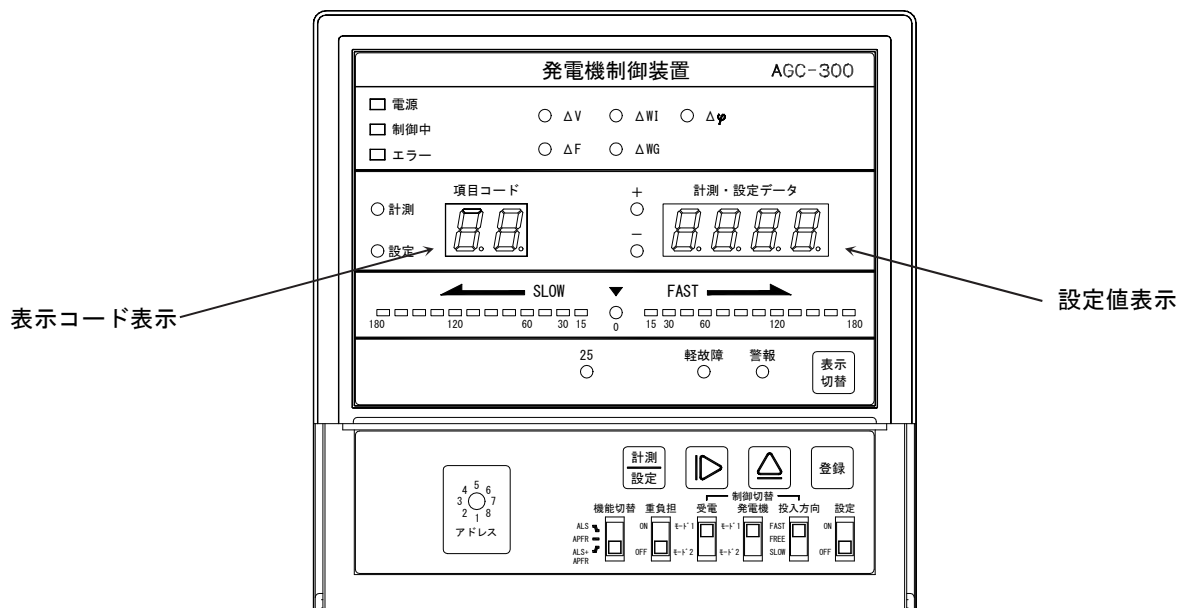 発電機制御装置 AGC-300
電源
制御中
エラー
ΔV ΔWI Δφ
ΔF ΔWG
項目コード
計測・設定データ
計測
設定
+
−
8.8.
8.8.8.8.
表示コード表示
設定値表示
SLOW ▼ FAST
180 120 60 30 15 0 15 30 60 120 180
25 軽故障 警報
表示
切替
計測
設定
登録
4 5 6
3 7
2 1 8
アドレス
制御切替
機能切替 重負担 受電 発電機 投入方向 設定
ALS
APFR
ALS+
APFR
ON
OFF
モード1
モード2
モード1
モード2
FAST
FREE
SLOW
ON
OFF